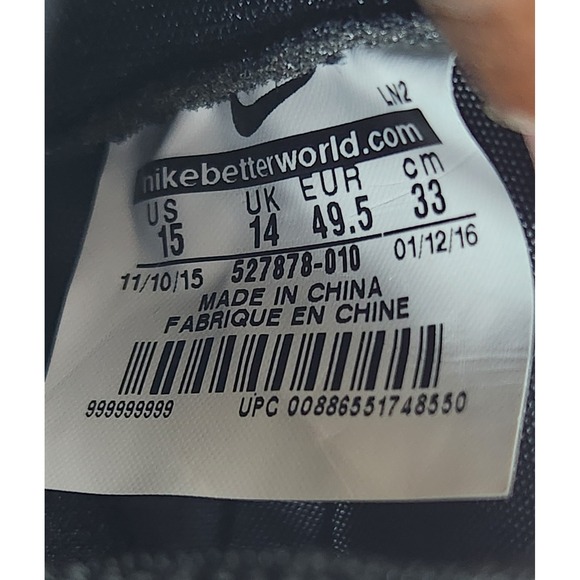 LN2
nikebetterworld.com
US UK EUR cm
15 14 49.5 33
11/10/15 527878-010 01/12/16
MADE IN CHINA
FABRIQUE EN CHINE
999999999 UPC 00886551748550